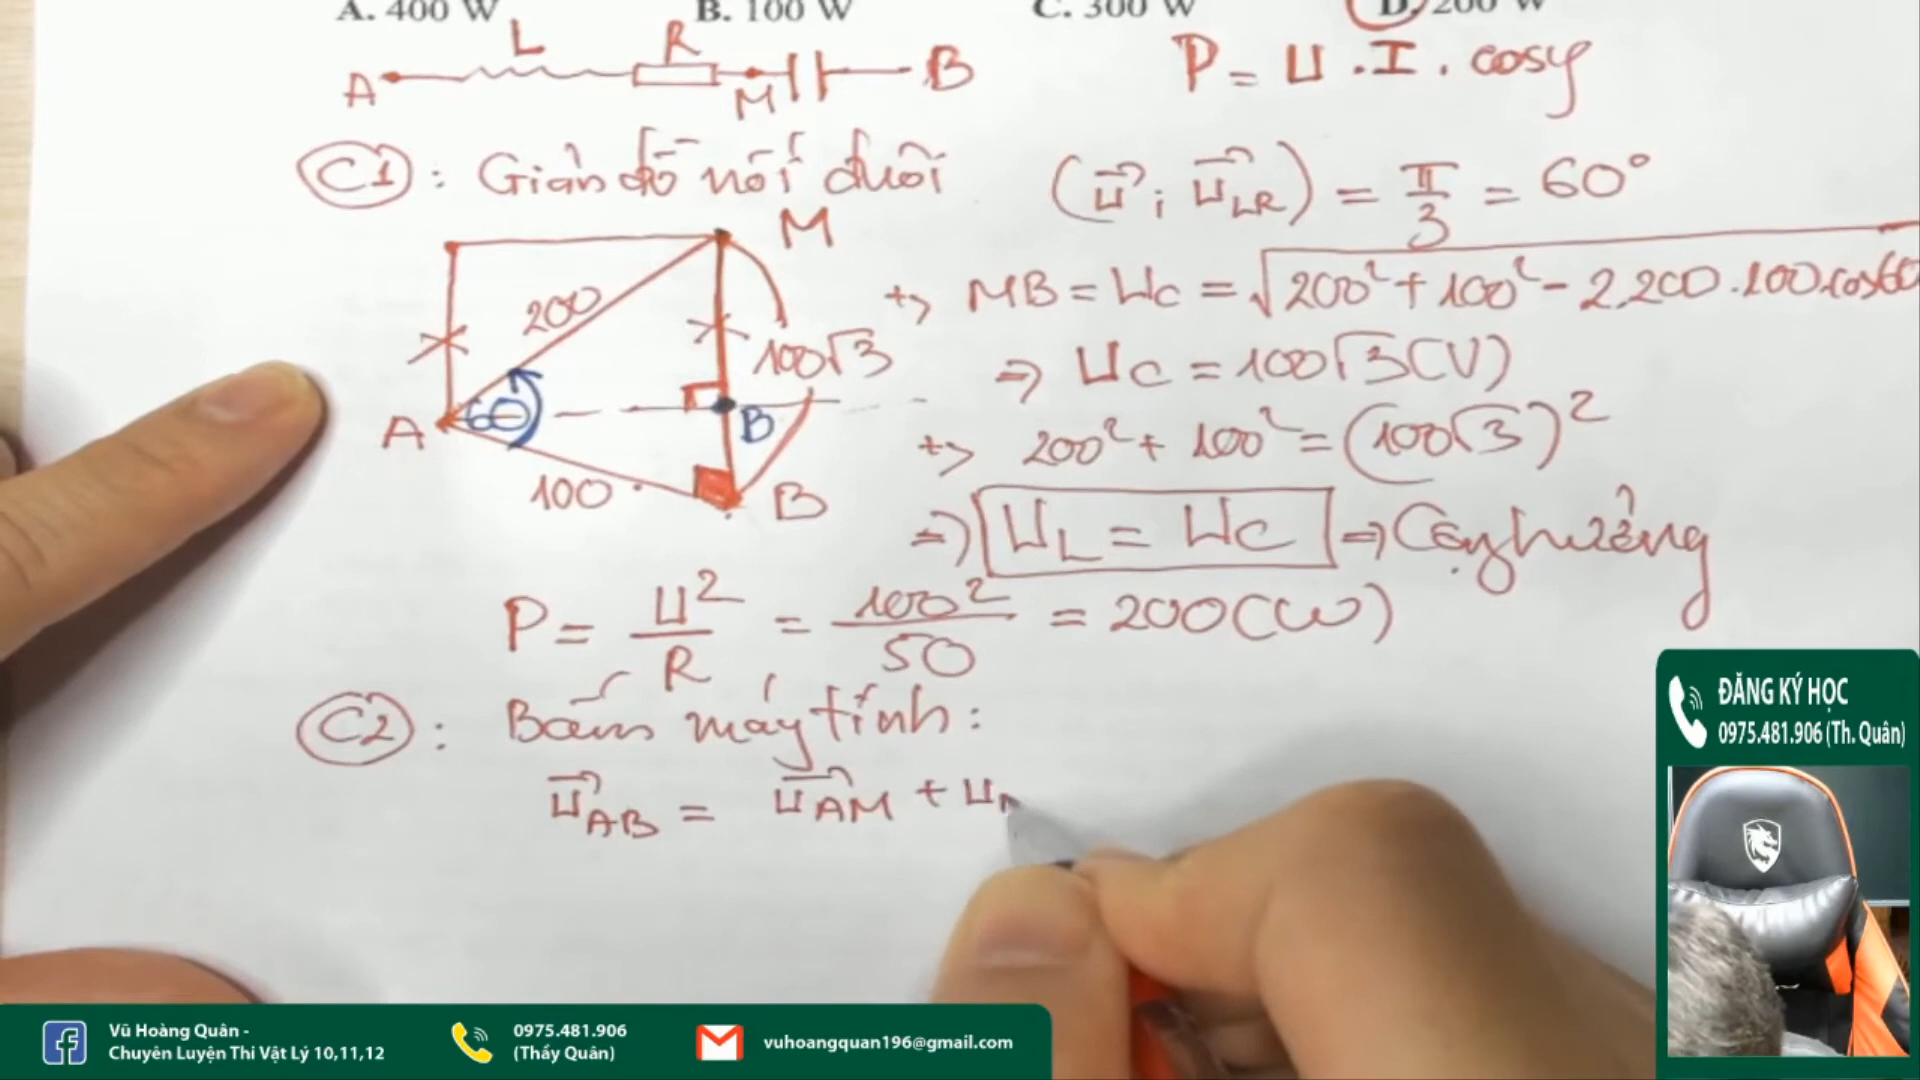 A. 400 W B. 100 W C. 300 W D. 200 W
L R
A M B
P = U . I . cosφ
C1 : Giản đồ nối đuôi
(u⃗ ; u⃗LR) = π/3 = 60°
M
200
100√3
A 60 B
100 B
+> MB = UC = √200² + 100² - 2.200.100.cos60
=> UC = 100√3 (V)
+> 200² + 100² = (100√3)²
=> UL = UC => Cộng hưởng
P = U²/R = 100²/50 = 200 (W)
C2 : Bấm máy tính :
u⃗AB = u⃗AM + u
ĐĂNG KÝ HỌC
0975.481.906 (Th. Quân)
Vũ Hoàng Quân -
Chuyên Luyện Thi Vật Lý 10,11,12
0975.481.906
(Thầy Quân)
vuhoangquan196@gmail.com